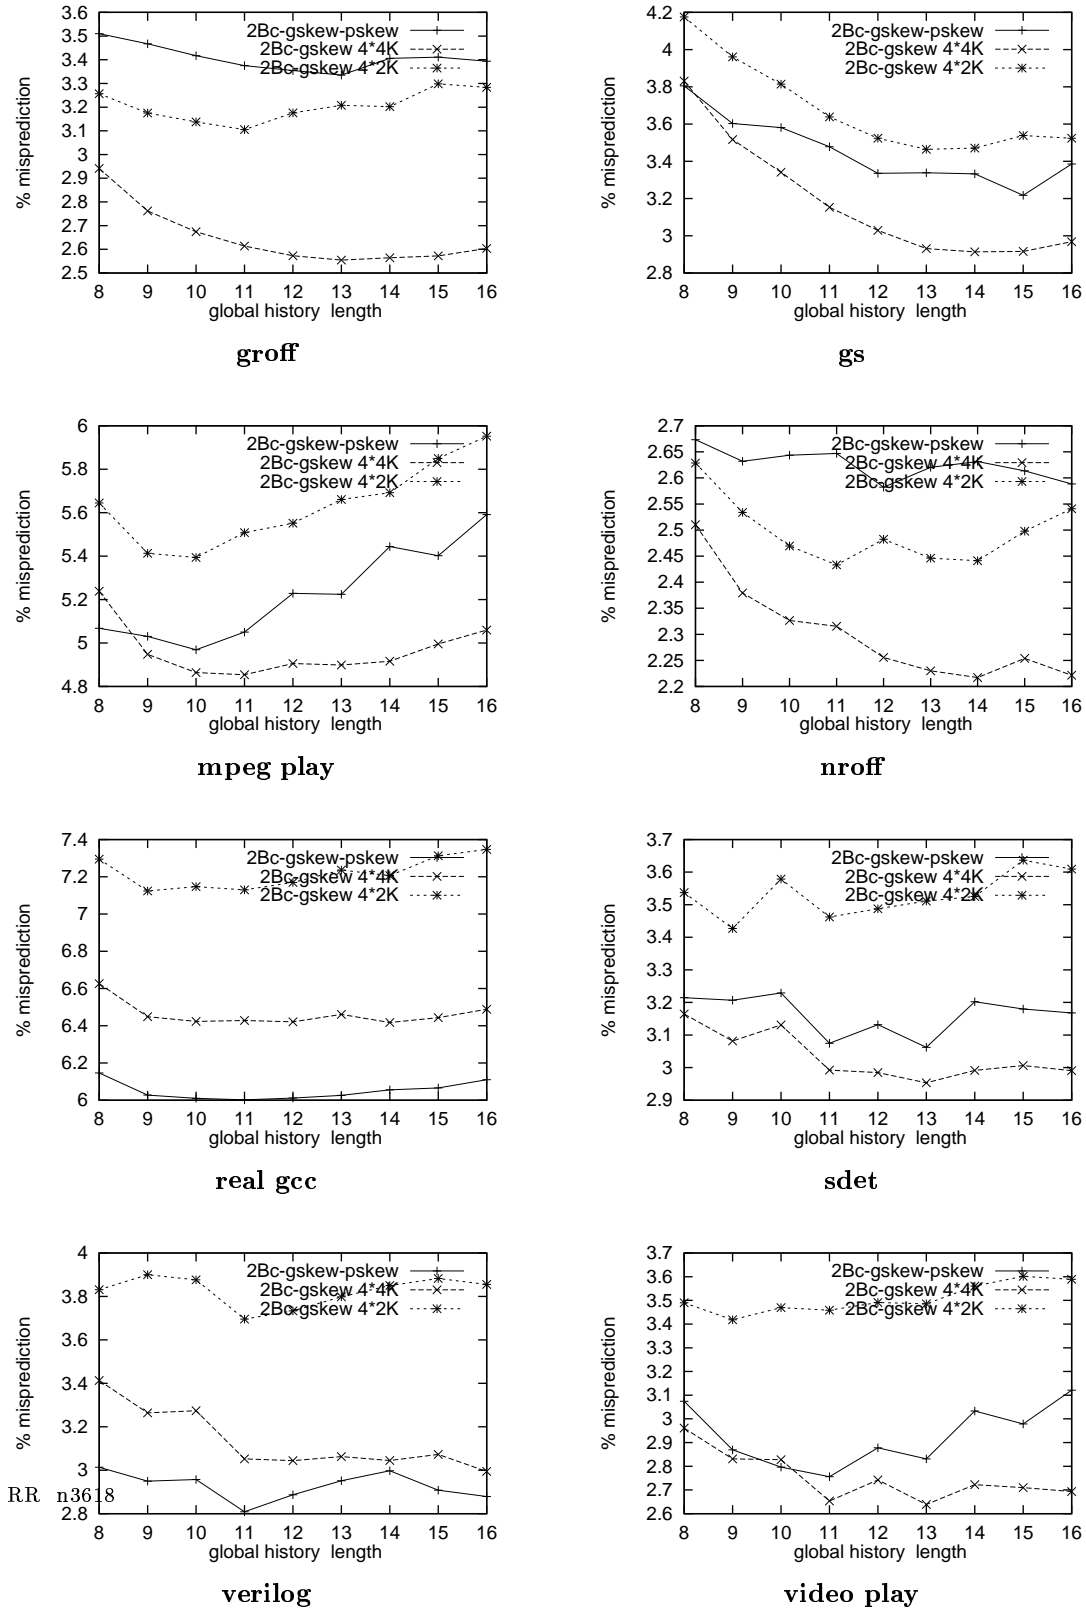 3.6
3.5
3.4
3.3
3.2
3.1
3
2.9
2.8
2.7
2.6
2.5
% misprediction
2Bc-gskew-pskew
2Bc-gskew 4*4K
2Bc-gskew 4*2K
8 9 10 11 12 13 14 15 16
global history length
groff
4.2
4
3.8
3.6
3.4
3.2
3
2.8
% misprediction
2Bc-gskew-pskew
2Bc-gskew 4*4K
2Bc-gskew 4*2K
8 9 10 11 12 13 14 15 16
global history length
gs
6
5.8
5.6
5.4
5.2
5
4.8
% misprediction
2Bc-gskew-pskew
2Bc-gskew 4*4K
2Bc-gskew 4*2K
8 9 10 11 12 13 14 15 16
global history length
mpeg play
2.7
2.65
2.6
2.55
2.5
2.45
2.4
2.35
2.3
2.25
2.2
% misprediction
2Bc-gskew-pskew
2Bc-gskew 4*4K
2Bc-gskew 4*2K
8 9 10 11 12 13 14 15 16
global history length
nroff
7.4
7.2
7
6.8
6.6
6.4
6.2
6
% misprediction
2Bc-gskew-pskew
2Bc-gskew 4*4K
2Bc-gskew 4*2K
8 9 10 11 12 13 14 15 16
global history length
real gcc
3.7
3.6
3.5
3.4
3.3
3.2
3.1
3
2.9
% misprediction
2Bc-gskew-pskew
2Bc-gskew 4*4K
2Bc-gskew 4*2K
8 9 10 11 12 13 14 15 16
global history length
sdet
4
3.8
3.6
3.4
3.2
3
2.8
% misprediction
2Bc-gskew-pskew
2Bc-gskew 4*4K
2Bc-gskew 4*2K
8 9 10 11 12 13 14 15 16
global history length
verilog
3.7
3.6
3.5
3.4
3.3
3.2
3.1
3
2.9
2.8
2.7
2.6
% misprediction
2Bc-gskew-pskew
2Bc-gskew 4*4K
2Bc-gskew 4*2K
8 9 10 11 12 13 14 15 16
global history length
video play
RR n3618